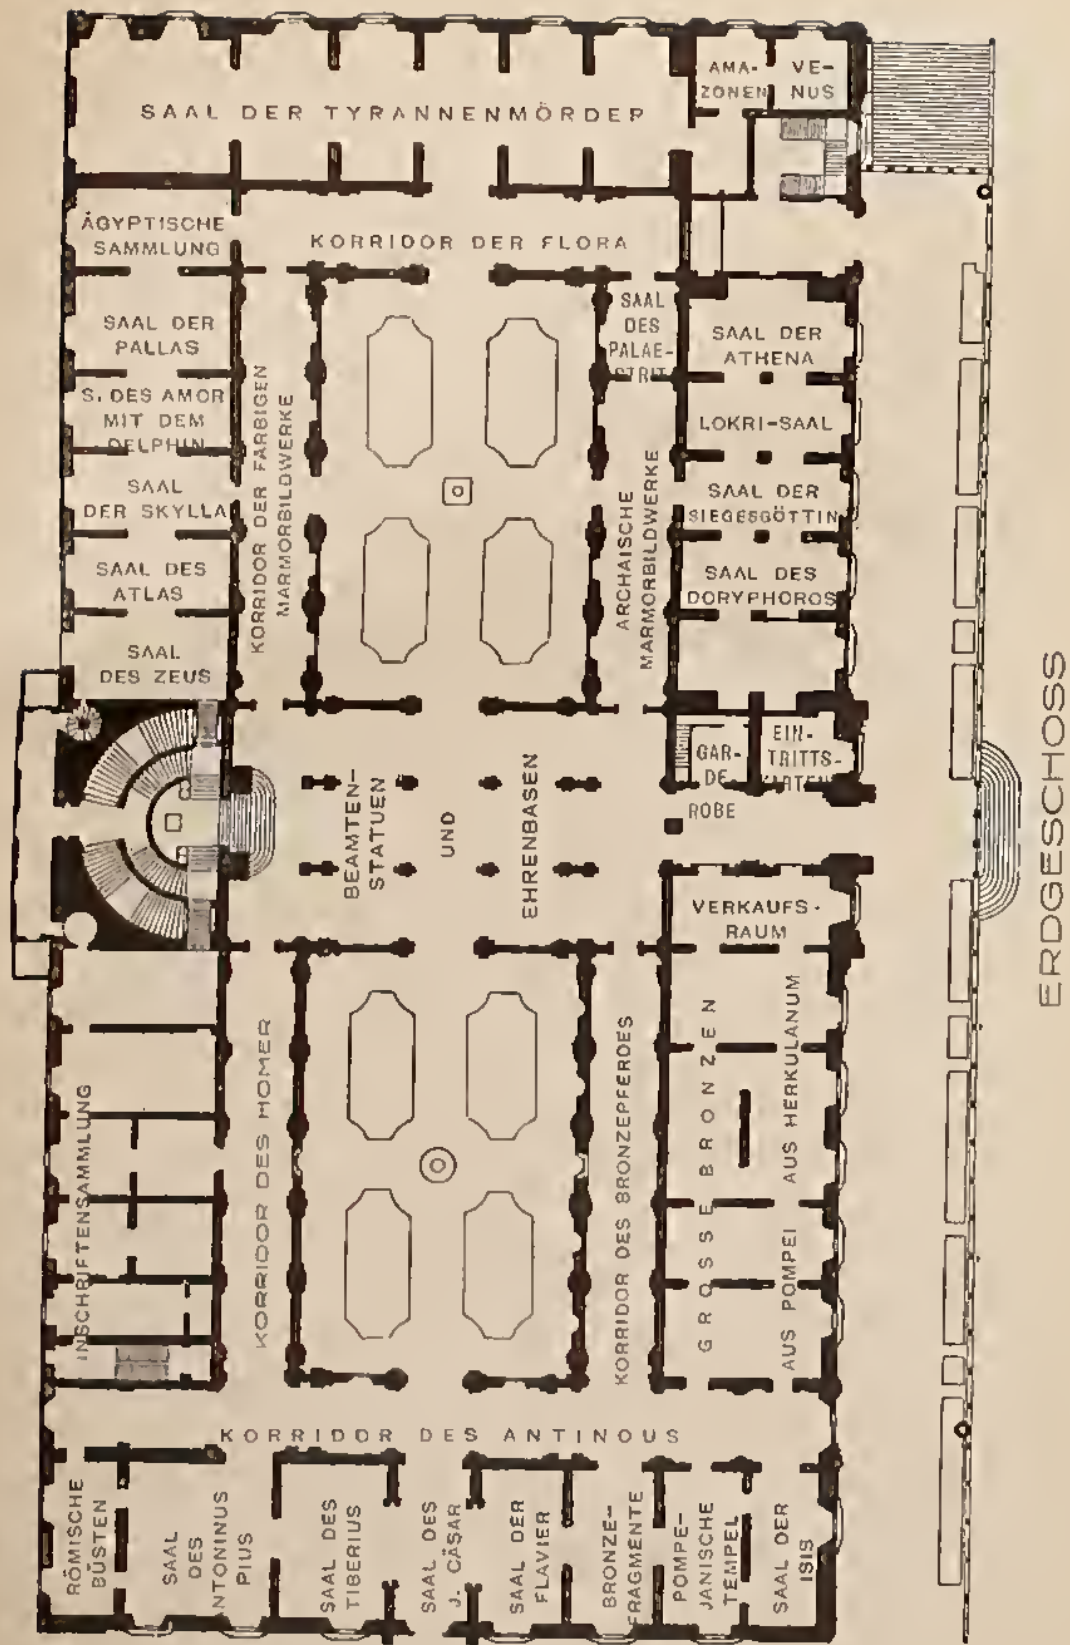 AMA-
ZONEN
VE-
NUS
SAAL DER TYRANNENMÖRDER
ÄGYPTISCHE
SAMMLUNG
KORRIDOR DER FLORA
SAAL DER
PALLAS
S. DES AMOR
MIT DEM
DELPHIN
SAAL
DER SKYLLA
SAAL DES
ATLAS
SAAL
DES ZEUS
KORRIDOR DER FARBIGEN
MARMORBILDWERKE
SAAL
DES
PALAE-
STRIT.
ARCHAISCHE
MARMORBILDWERKE
SAAL DER
ATHENA
LOKRI-SAAL
SAAL DER
SIEGESGÖTTIN
SAAL DES
DORYPHOROS
GAR-
DE-
ROBE
EIN-
TRITTS-
KARTEN
BEAMTEN-
STATUEN
UND
EHRENBASEN
VERKAUFS-
RAUM
INSCHRIFTENSAMMLUNG
KORRIDOR DES HOMER
KORRIDOR DES BRONZEPFERDES
GROSSE BRONZEN
AUS POMPEI AUS HERKULANUM
KORRIDOR DES ANTINOUS
RÖMISCHE
BÜSTEN
SAAL
DES
NTONINUS
PIUS
SAAL DES
TIBERIUS
SAAL DES
J. CÄSAR
SAAL DER
FLAVIER
BRONZE-
FRAGMENTE
POMPE-
JANISCHE
TEMPEL
SAAL DER
ISIS
ERDGESCHOSS